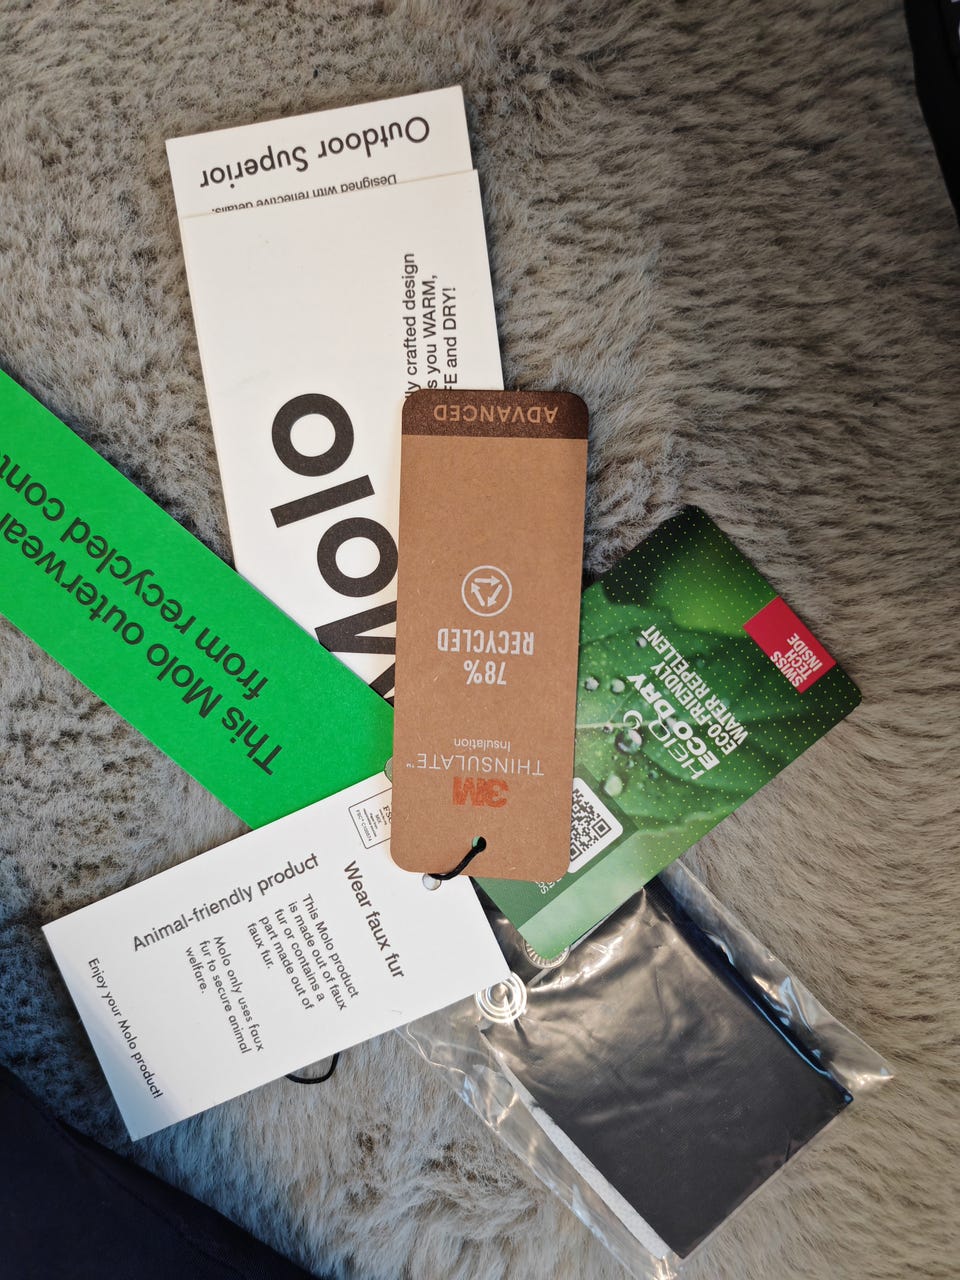 Outdoor Superior
Designed with reflective details.
Molo
crafted design
you WARM,
and DRY!
This Molo outerwear
from recycled
3M
THINSULATE™
Insulation
78%
RECYCLED
ADVANCED
SWISS
TECH
INSIDE
HEIQ
ECO-DRY
ECO-FRIENDLY
WATER REPELLENT
FSC
Wear faux fur
This Molo product
is made out of faux
fur or contains a
part made out of
faux fur.
Animal-friendly product
Molo only uses faux
fur to secure animal
welfare.
Enjoy your Molo product!